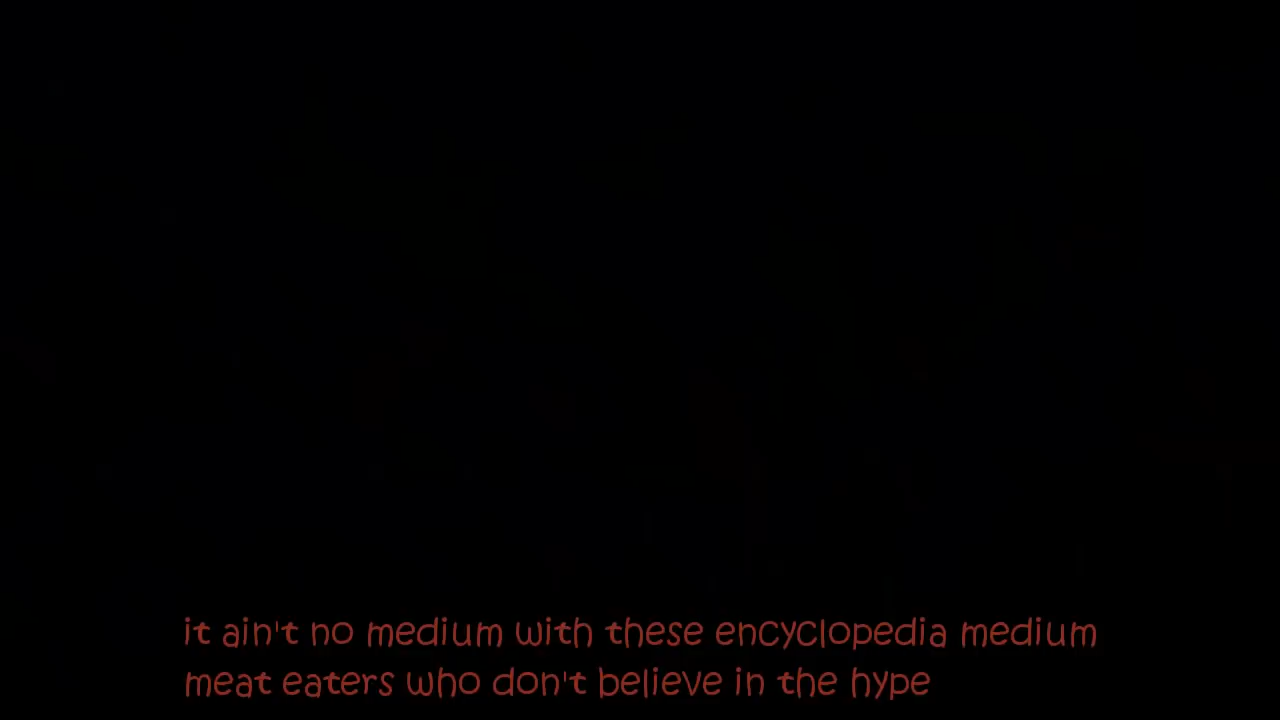 it ain't no medium with these encyclopedia medium
meat eaters who don't believe in the hype